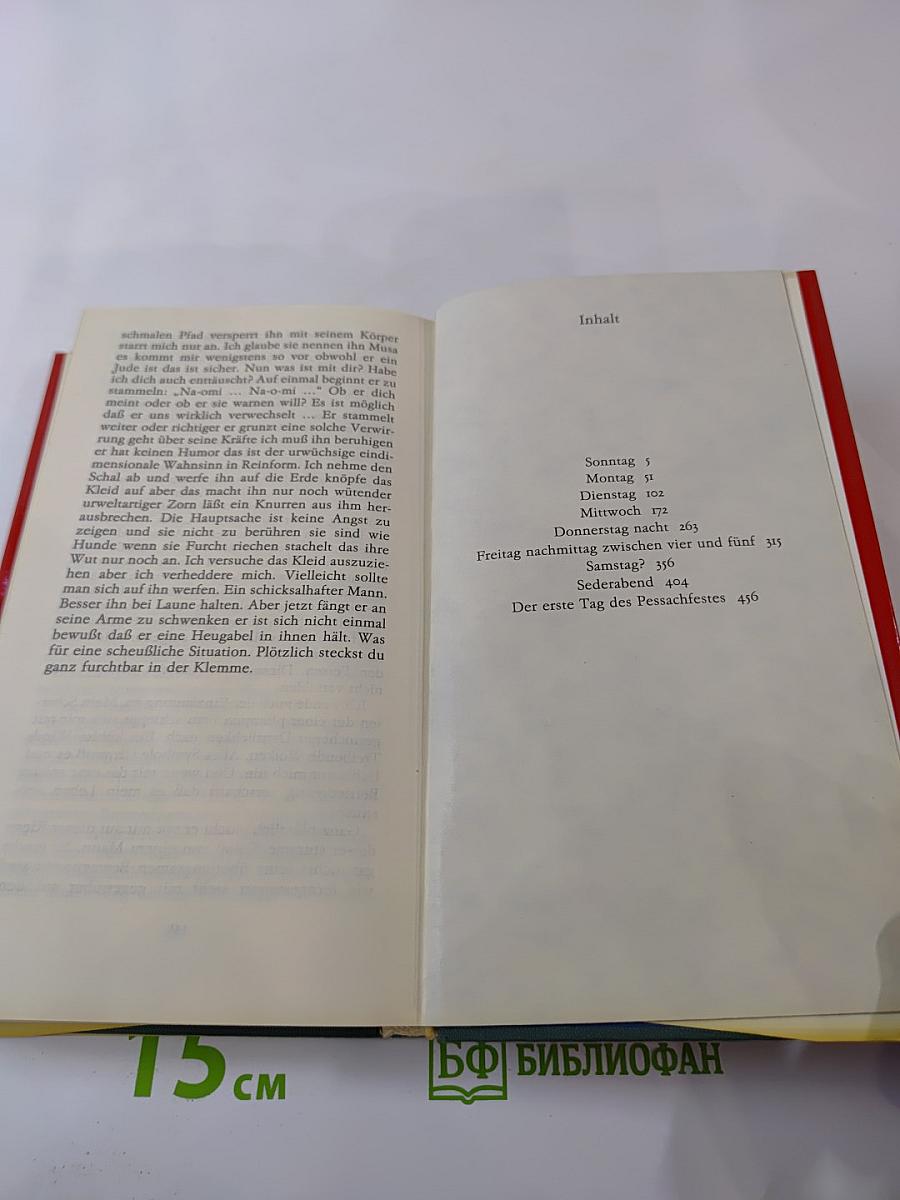 schmalen Pfad versperrt ihn mit seinem Körper
starrt mich nur an. Ich glaube sie nennen ihn Musa
es kommt mir wenigstens so vor obwohl er ein
Jude ist das ist sicher. Nun was ist mit dir? Habe
ich dich auch enttäuscht? Auf einmal beginnt er zu
stammeln: „Na-omi ... Na-o-mi ...“ Ob er dich
meint oder ob er sie warnen will? Es ist möglich
daß er uns wirklich verwechselt ... Er stammelt
weiter oder richtiger er grunzt eine solche Verwir-
rung geht über seine Kräfte ich muß ihn beruhigen
er hat keinen Humor das ist der urwüchsige eindi-
mensionale Wahnsinn in Reinform. Ich nehme den
Schal ab und werfe ihn auf die Erde knöpfe das
Kleid auf aber das macht ihn nur noch wütender
urweltartiger Zorn läßt ein Knurren aus ihm her-
ausbrechen. Die Hauptsache ist keine Angst zu
zeigen und sie nicht zu berühren sie sind wie
Hunde wenn sie Furcht riechen stachelt das ihre
Wut nur noch an. Ich versuche das Kleid auszuzie-
hen aber ich verheddere mich. Vielleicht sollte
man sich auf ihn werfen. Ein schicksalhafter Mann.
Besser ihn bei Laune halten. Aber jetzt fängt er an
seine Arme zu schwenken er ist sich nicht einmal
bewußt daß er eine Heugabel in ihnen hält. Was
für eine scheußliche Situation. Plötzlich steckst du
ganz furchtbar in der Klemme.
Inhalt
Sonntag 5
Montag 51
Dienstag 102
Mittwoch 172
Donnerstag nacht 263
Freitag nachmittag zwischen vier und fünf 315
Samstag? 356
Sederabend 404
Der erste Tag des Pessachfestes 456
15 см
БФ БИБЛИОФАН